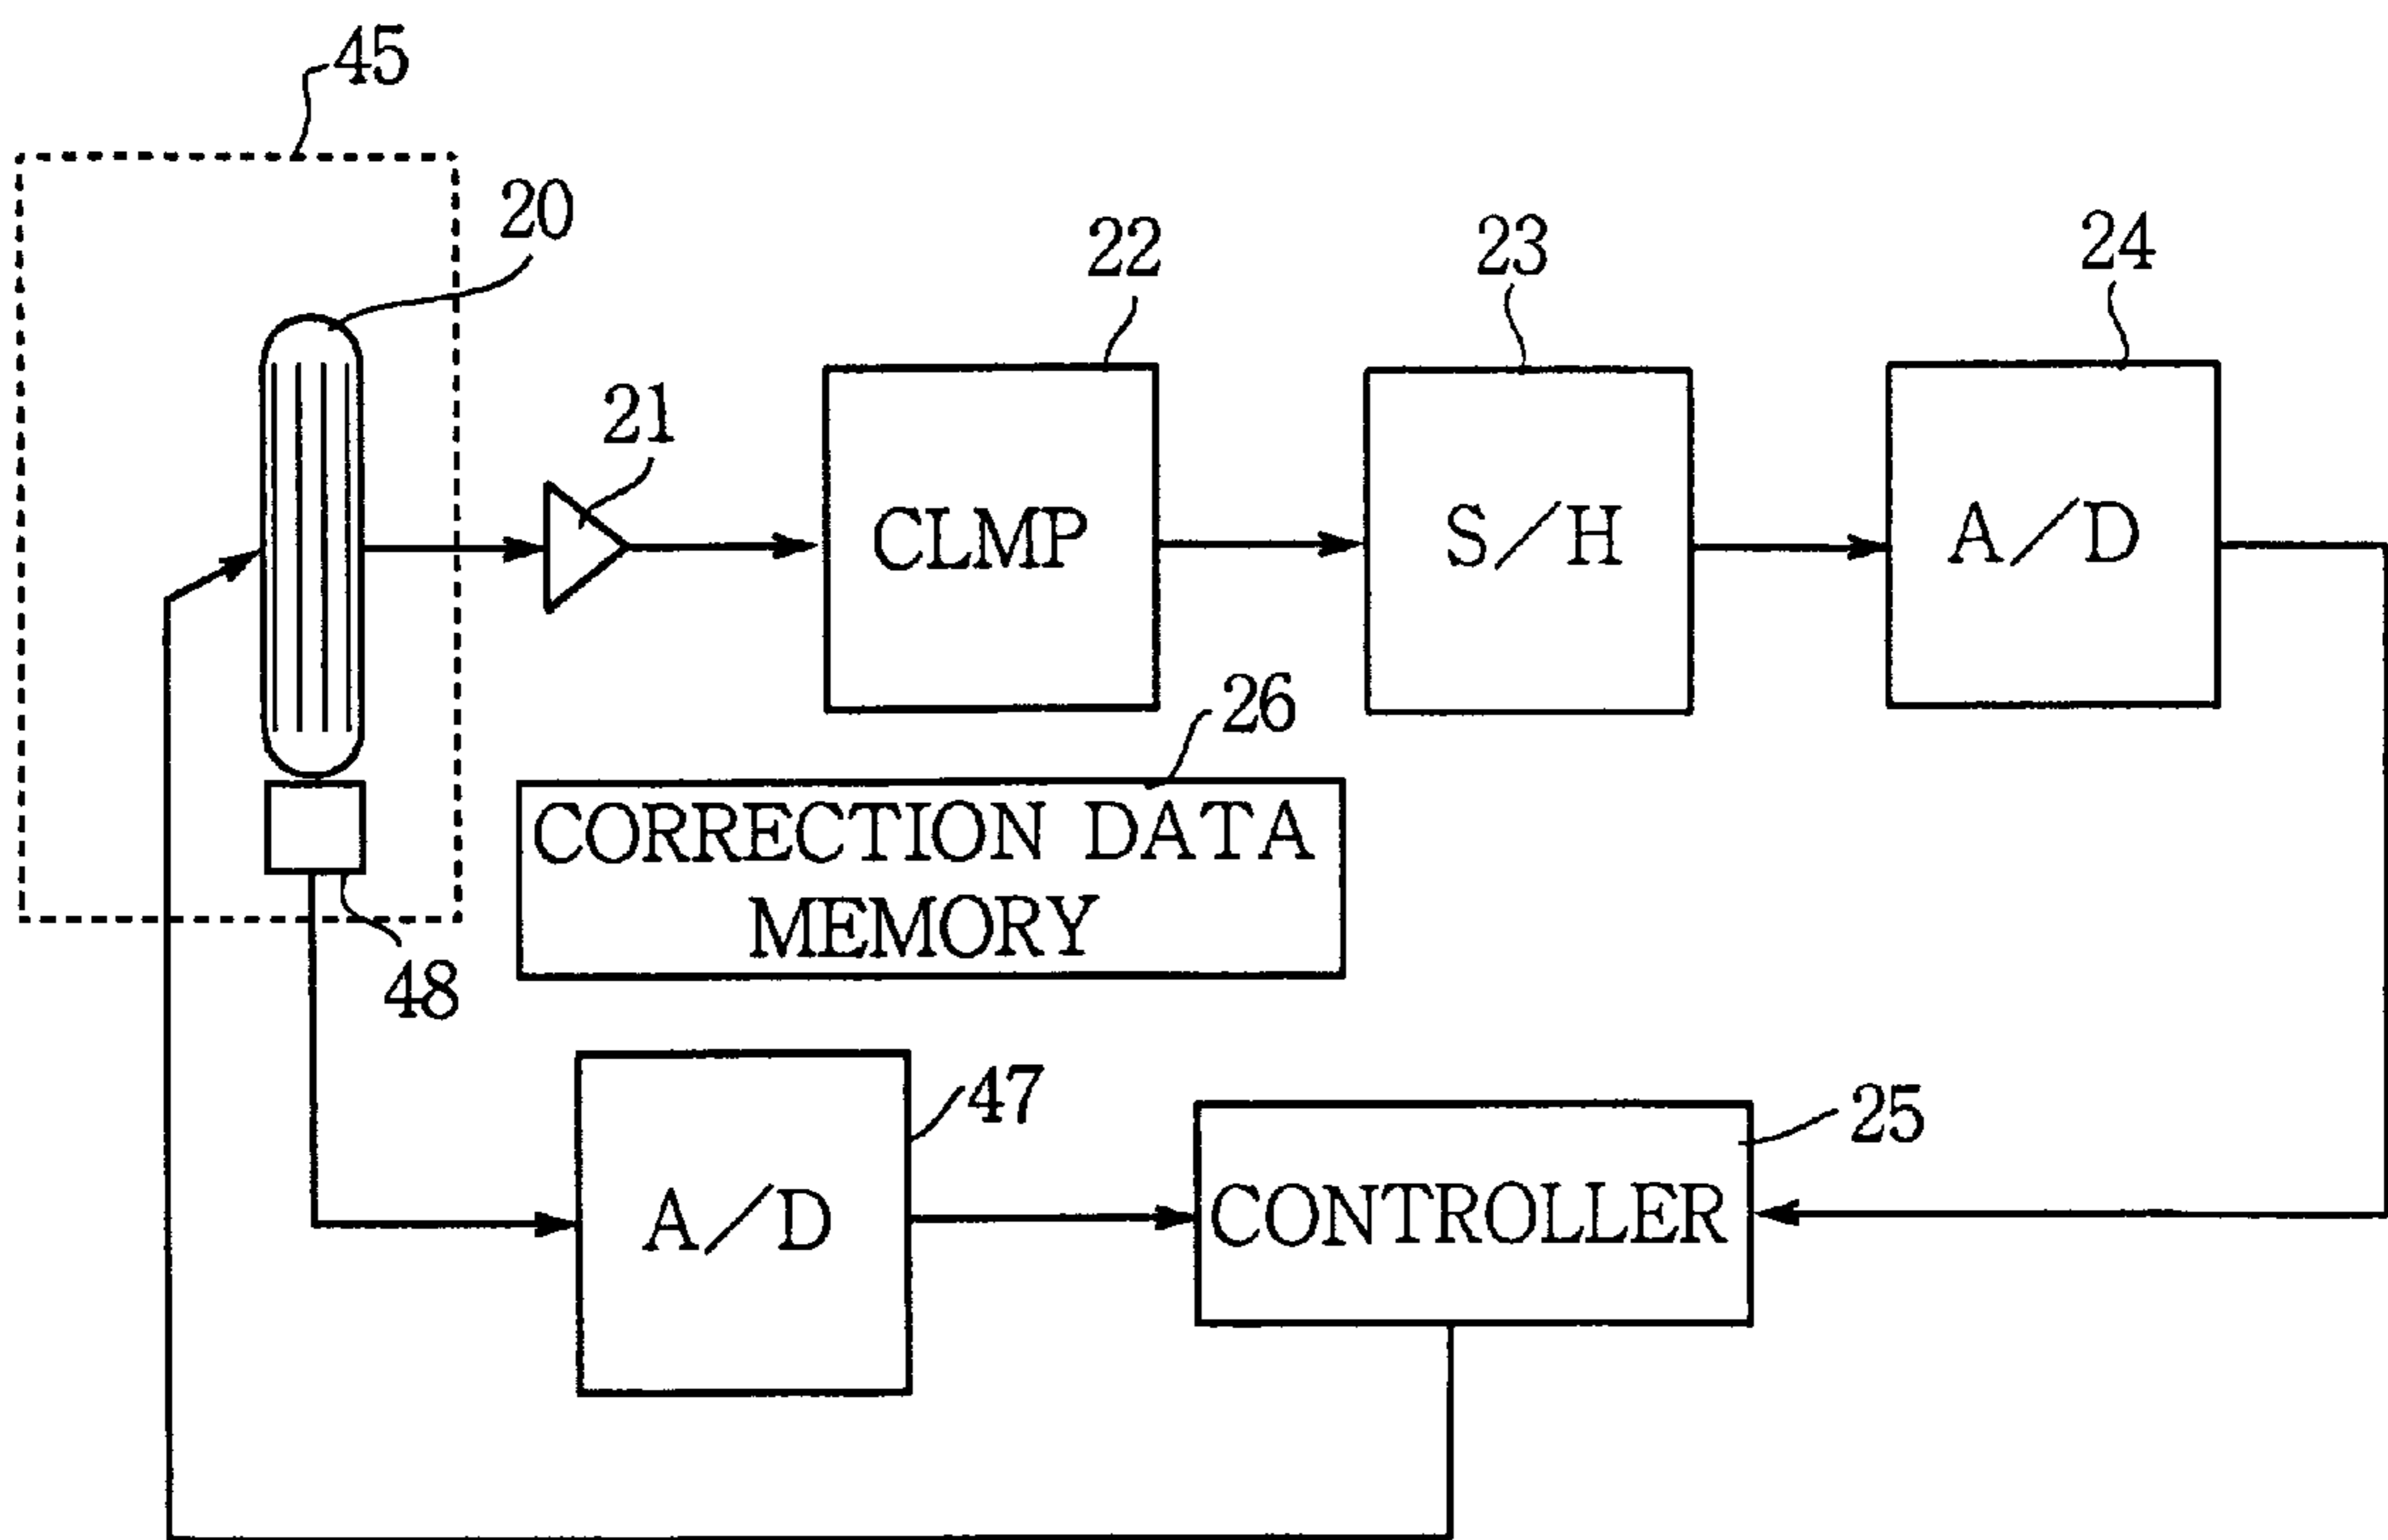 45
20
22
23
24
21
CLMP
S/H
A/D
26
CORRECTION DATA
MEMORY
48
47
25
A/D
CONTROLLER